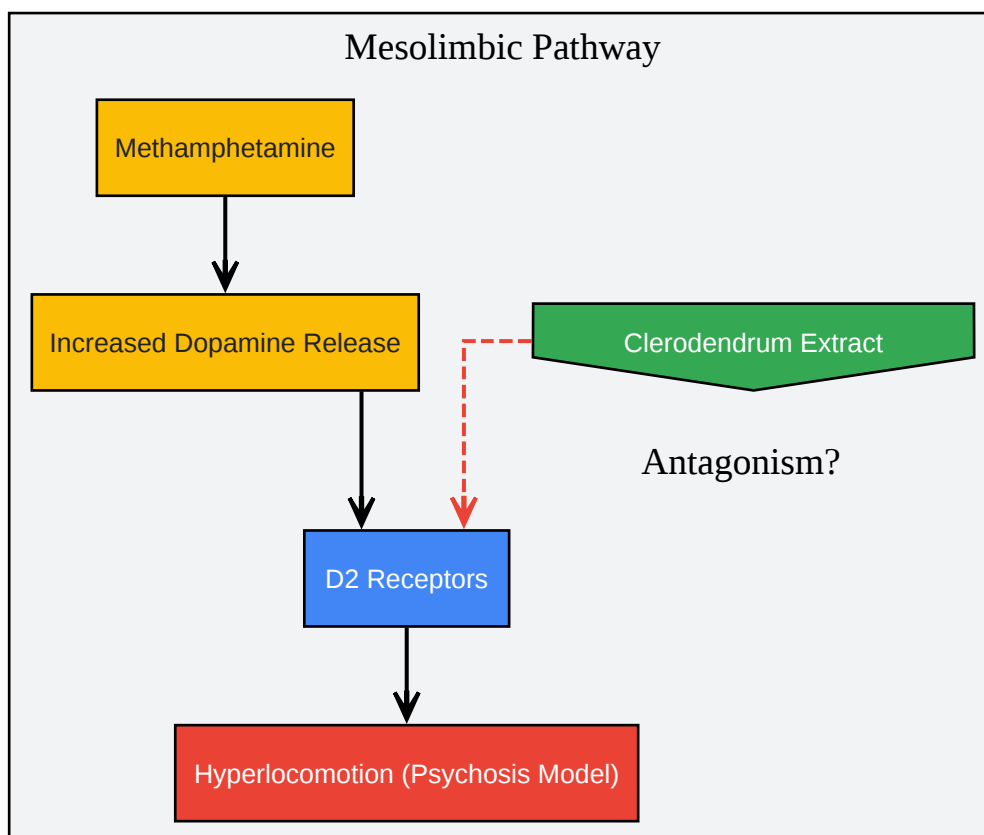 Mesolimbic Pathway
Methamphetamine
Increased Dopamine Release
Clerodendrum Extract
Antagonism?
D2 Receptors
Hyperlocomotion (Psychosis Model)